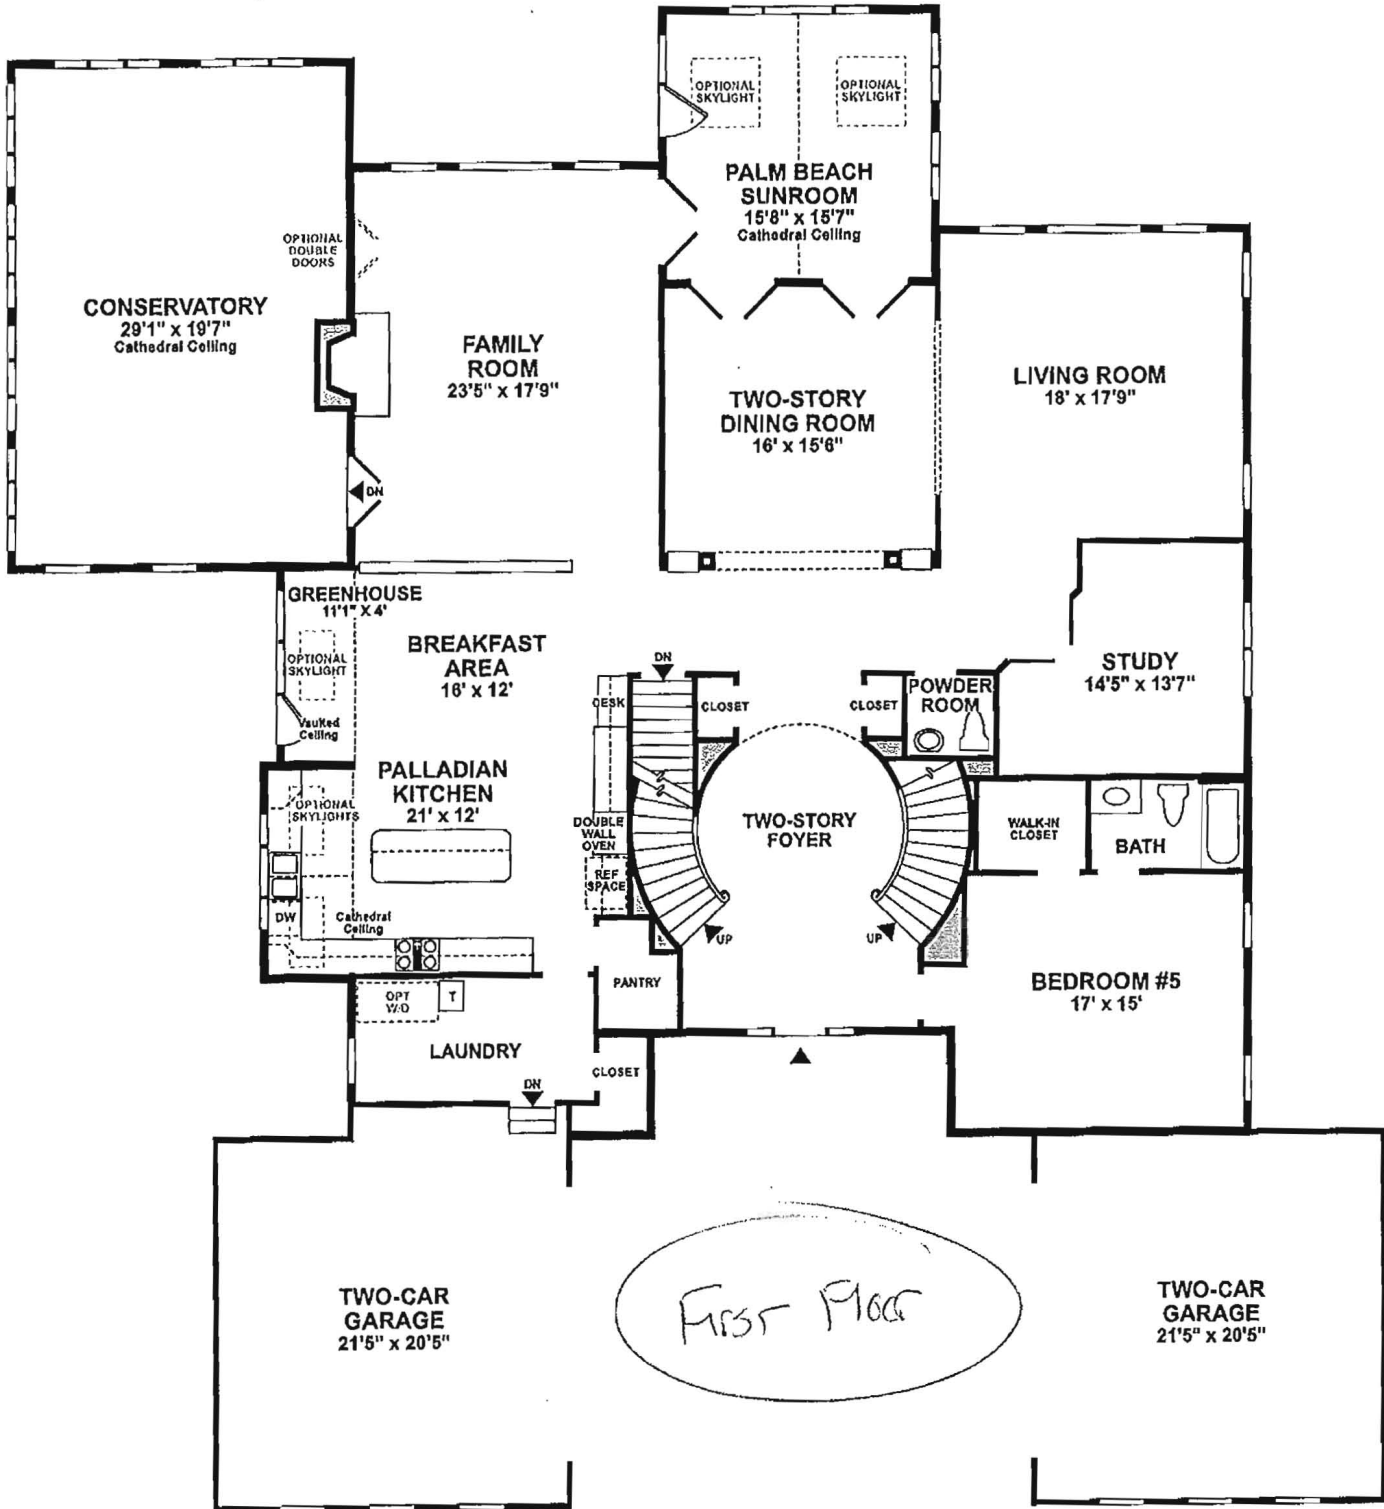 OPTIONAL
SKYLIGHT
OPTIONAL
SKYLIGHT
PALM BEACH
SUNROOM
15'8" x 15'7"
Cathedral Ceiling
OPTIONAL
DOUBLE
DOORS
CONSERVATORY
29'1" x 19'7"
Cathedral Ceiling
FAMILY
ROOM
23'5" x 17'9"
TWO-STORY
DINING ROOM
16' x 15'6"
LIVING ROOM
18' x 17'9"
DN
GREENHOUSE
11'1" X 4'
OPTIONAL
SKYLIGHT
Vaulted
Ceiling
BREAKFAST
AREA
16' x 12'
DN
DESK
CLOSET
CLOSET
POWDER
ROOM
STUDY
14'5" x 13'7"
PALLADIAN
KITCHEN
21' x 12'
OPTIONAL
SKYLIGHTS
DOUBLE
WALL
OVEN
REF
SPACE
TWO-STORY
FOYER
WALK-IN
CLOSET
BATH
DW
Cathedral
Ceiling
UP
UP
PANTRY
BEDROOM #5
17' x 15'
OPT
W/D
T
LAUNDRY
CLOSET
DN
TWO-CAR
GARAGE
21'5" x 20'5"
First Floor
TWO-CAR
GARAGE
21'5" x 20'5"